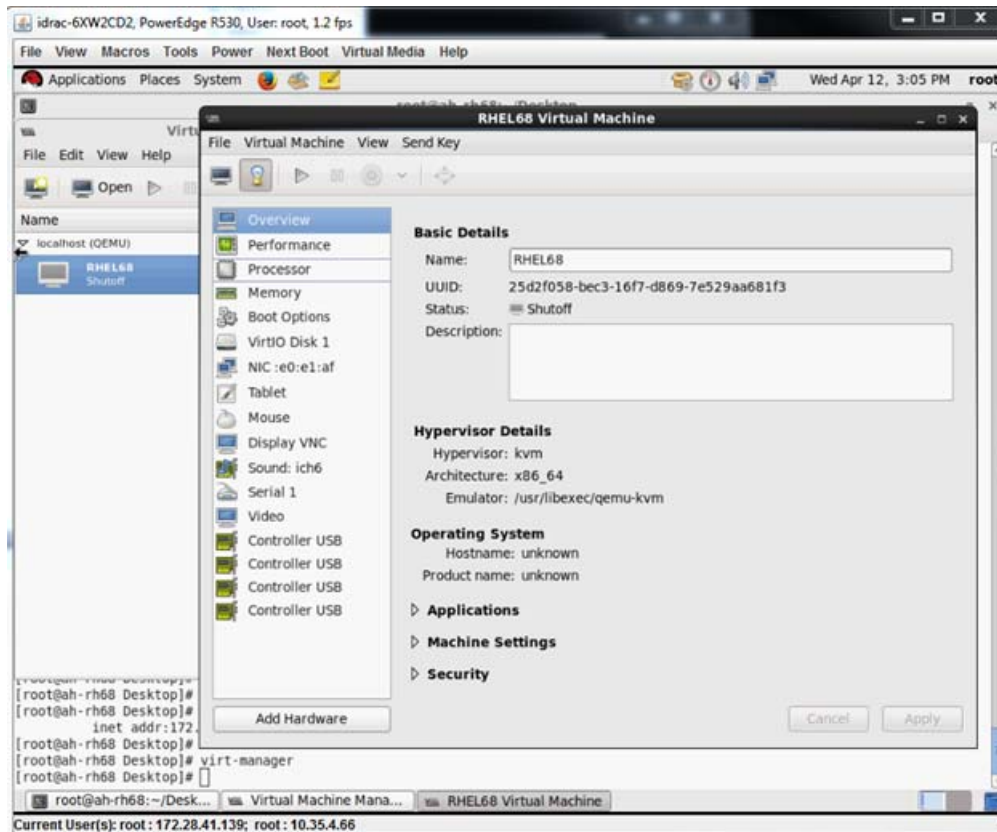 idrac-6XW2CD2, PowerEdge R530, User: root, 1.2 fps
File View Macros Tools Power Next Boot Virtual Media Help
Applications Places System Wed Apr 12, 3:05 PM root
RHEL68 Virtual Machine
File Edit View Help
File Virtual Machine View Send Key
Open
Name
localhost (QEMU)
RHEL68
Shutoff
Overview
Performance
Processor
Memory
Boot Options
VirtIO Disk 1
NIC :e0:e1:af
Tablet
Mouse
Display VNC
Sound: ich6
Serial 1
Video
Controller USB
Controller USB
Controller USB
Controller USB
Add Hardware
Basic Details
Name: RHEL68
UUID: 25d2f058-bec3-16f7-d869-7e529aa681f3
Status: Shutoff
Description:
Hypervisor Details
Hypervisor: kvm
Architecture: x86_64
Emulator: /usr/libexec/qemu-kvm
Operating System
Hostname: unknown
Product name: unknown
Applications
Machine Settings
Security
Cancel Apply
[root@ah-rh68 Desktop]#
[root@ah-rh68 Desktop]#
inet addr:172.
[root@ah-rh68 Desktop]#
[root@ah-rh68 Desktop]# virt-manager
[root@ah-rh68 Desktop]#
root@ah-rh68:~/Desk... Virtual Machine Mana... RHEL68 Virtual Machine
Current User(s): root : 172.28.41.139; root : 10.35.4.66